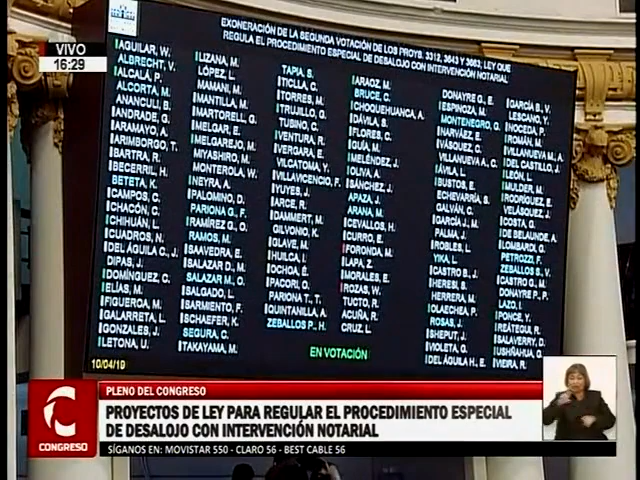 VIVO
16:29
EXONERACIÓN DE LA SEGUNDA VOTACIÓN DE LOS PROYS. 3312, 3643 Y 3663; LEY QUE
REGULA EL PROCEDIMIENTO ESPECIAL DE DESALOJO CON INTERVENCIÓN NOTARIAL
AGUILAR, W.
ALBRECHT, V.
ALCALÁ, P.
ALCORTA, M.
ANANCULI, B.
ANDRADE, G.
ARAMAYO, A.
ARIMBORGO, T.
BARTRA, R.
BECERRIL, H.
BETETA, K.
CAMPOS, C.
CHACÓN, C.
CHIHUÁN, L.
CUADROS, N.
DEL ÁGUILA C., J.
DIPAS, J.
DOMÍNGUEZ, C.
ELÍAS, M.
FIGUEROA, M.
GALARRETA, L.
GONZALES, J.
LETONA, U.
LIZANA, M.
LÓPEZ, L.
MAMANI, M.
MANTILLA, M.
MARTORELL, G.
MELGAR, E.
MELGAREJO, M.
MIYASHIRO, M.
MONTEROLA, W.
NEYRA, A.
PALOMINO, D.
PARIONA G., F.
RAMÍREZ G., O.
RAMOS, M.
SAAVEDRA, E.
SALAZAR D., M.
SALAZAR M., O.
SALGADO, L.
SARMIENTO, F.
SCHAEFER, K.
SEGURA, C.
TAKAYAMA, M.
TAPIA, S.
TICLLA, C.
TORRES, M.
TRUJILLO, G.
TUBINO, C.
VENTURA, R.
VERGARA, E.
VILCATOMA, Y.
VILLAVICENCIO, F.
YUYES, J.
ARCE, R.
DAMMERT, M.
GILVONIO, K.
GLAVE, M.
HUILCA, I.
OCHOA, E.
PACORI, O.
PARIONA T., T.
QUINTANILLA, A.
ZEBALLOS P., H.
ARAOZ, M.
BRUCE, C.
CHOQUEHUANCA, A.
DÁVILA, S.
FLORES, C.
GUÍA, M.
MELÉNDEZ, J.
OLIVA, A.
SÁNCHEZ, J.
APAZA, J.
ARANA, M.
CEVALLOS, H.
CURRO, E.
FORONDA, M.
LAPA, Z.
MORALES, E.
ROZAS, W.
TUCTO, R.
ACUÑA, R.
CRUZ, L.
DONAYRE G., E.
ESPINOZA, M.
MONTENEGRO, G.
NARVÁEZ, E.
VÁSQUEZ, C.
VILLANUEVA A., C.
ÁVILA, L.
BUSTOS, E.
ECHEVARRÍA, S.
GALVÁN, C.
GARCÍA J., M.
PALMA, J.
ROBLES, L.
YIKA, L.
CASTRO B., J.
HERESI, S.
HERRERA, M.
OLAECHEA, P.
ROSAS, J.
SHEPUT, J.
VIOLETA, G.
DEL ÁGUILA H., E.
GARCÍA B., V.
LESCANO, Y.
NOCEDA, P.
ROMÁN, M.
VILLANUEVA M., A.
DEL CASTILLO, J.
LEÓN, L.
MULDER, M.
RODRÍGUEZ, E.
VELÁSQUEZ, J.
COSTA, G.
DE BELAUNDE, A.
LOMBARDI, G.
PETROZZI, F.
ZEBALLOS S., V.
CASTRO G., M.
DONAYRE P., P.
LAZO, I.
PONCE, Y.
REÁTEGUI, R.
SALAVERRY, D.
USHÑAHUA, G.
VIEIRA, R.
10/04/19
EN VOTACIÓN
CONGRESO
PLENO DEL CONGRESO
PROYECTOS DE LEY PARA REGULAR EL PROCEDIMIENTO ESPECIAL
DE DESALOJO CON INTERVENCIÓN NOTARIAL
SÍGANOS EN: MOVISTAR 550 - CLARO 56 - BEST CABLE 56